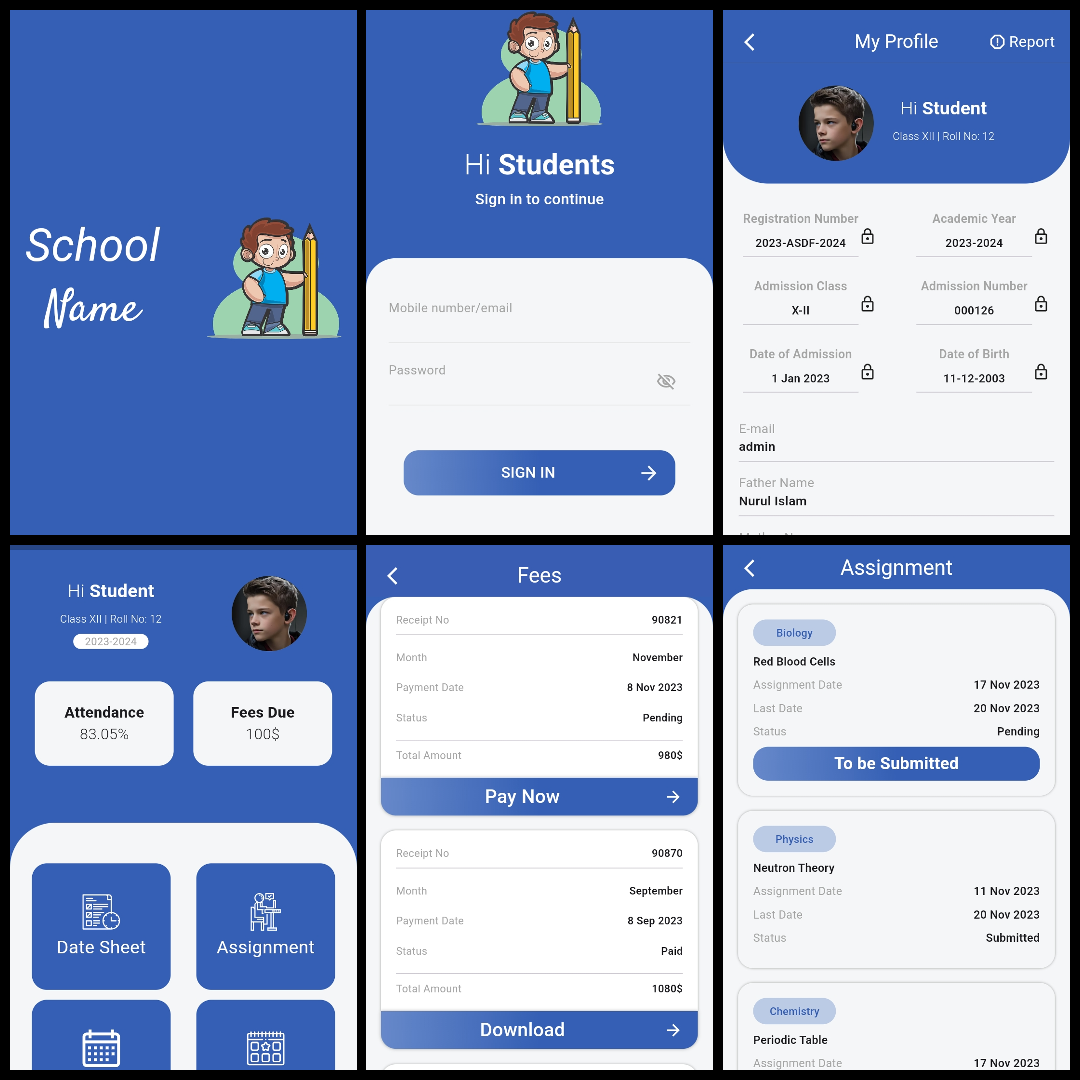 School
Name
Hi Students
Sign in to continue
Mobile number/email
Password
SIGN IN
My Profile
Report
Hi Student
Class XII | Roll No: 12
Registration Number
2023-ASDF-2024
Academic Year
2023-2024
Admission Class
X-II
Admission Number
000126
Date of Admission
1 Jan 2023
Date of Birth
11-12-2003
E-mail
admin
Father Name
Nurul Islam
Hi Student
Class XII | Roll No: 12
2023-2024
Attendance
83.05%
Fees Due
100$
Date Sheet
Assignment
Fees
Receipt No 90821
Month November
Payment Date 8 Nov 2023
Status Pending
Total Amount 980$
Pay Now
Receipt No 90870
Month September
Payment Date 8 Sep 2023
Status Paid
Total Amount 1080$
Download
Assignment
Biology
Red Blood Cells
Assignment Date 17 Nov 2023
Last Date 20 Nov 2023
Status Pending
To be Submitted
Physics
Neutron Theory
Assignment Date 11 Nov 2023
Last Date 20 Nov 2023
Status Submitted
Chemistry
Periodic Table
Assignment Date 17 Nov 2023